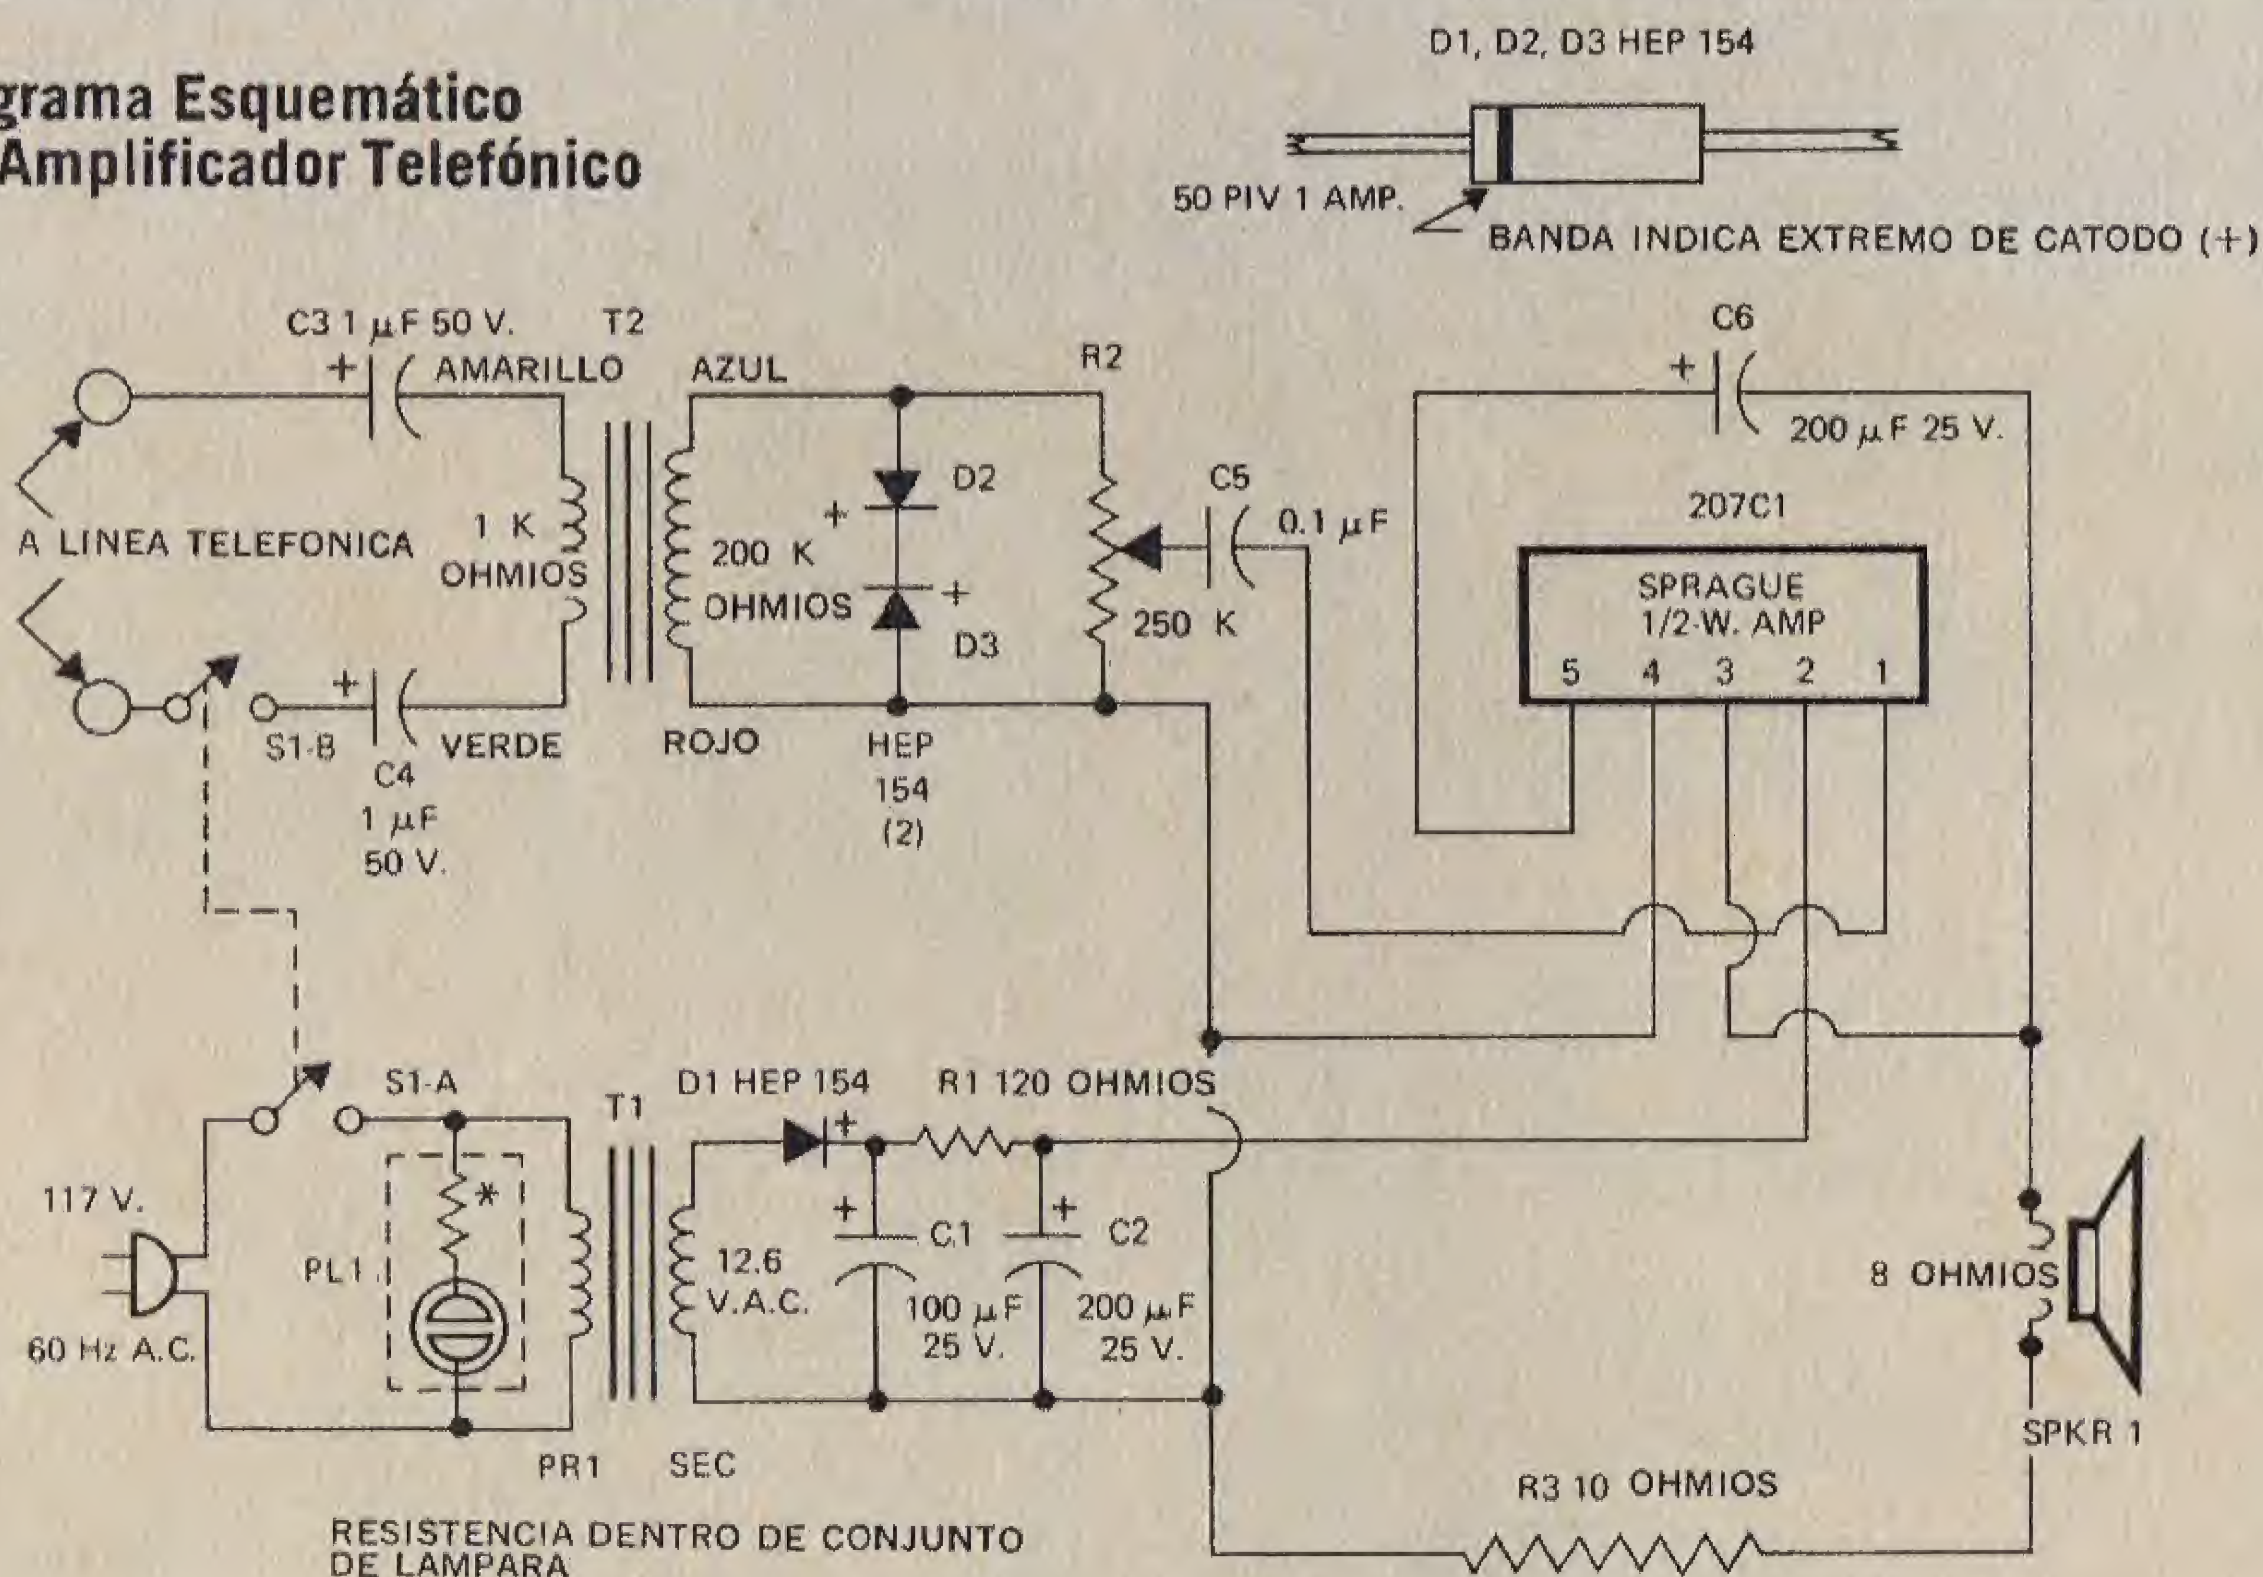 grama Esquemático
Amplificador Telefónico
D1, D2, D3 HEP 154
50 PIV 1 AMP.
BANDA INDICA EXTREMO DE CATODO (+)
C3 1 µF 50 V.
T2
+
AMARILLO
AZUL
R2
C6
+
200 µF 25 V.
A LINEA TELEFONICA
1 K
OHMIOS
200 K
OHMIOS
D2
+
+
D3
C5
0.1 µF
250 K
207C1
SPRAGUE
1/2-W. AMP
5 4 3 2 1
S1-B
+
C4
1 µF
50 V.
VERDE
ROJO
HEP
154
(2)
S1-A
T1
D1 HEP 154
+
R1 120 OHMIOS
117 V.
60 Hz A.C.
PL1
*
12.6
V.A.C.
+
C1
100 µF
25 V.
+
C2
200 µF
25 V.
8 OHMIOS
SPKR 1
PR1
SEC
R3 10 OHMIOS
RESISTENCIA DENTRO DE CONJUNTO
DE LAMPARA